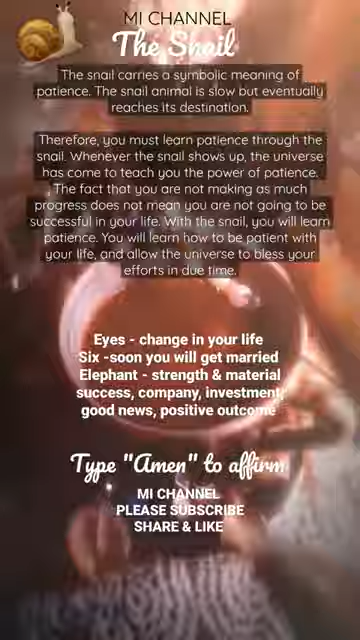 MI CHANNEL
The Snail
The snail carries a symbolic meaning of
patience. The snail animal is slow but eventually
reaches its destination.
Therefore, you must learn patience through the
snail. Whenever the snail shows up, the universe
has come to teach you the power of patience.
The fact that you are not making as much
progress does not mean you are not going to be
successful in your life. With the snail, you will learn
patience. You will learn how to be patient with
your life, and allow the universe to bless your
efforts in due time.
Eyes - change in your life
Six -soon you will get married
Elephant - strength & material
success, company, investment,
good news, positive outcome
Type "Amen" to affirm
MI CHANNEL
PLEASE SUBSCRIBE
SHARE & LIKE